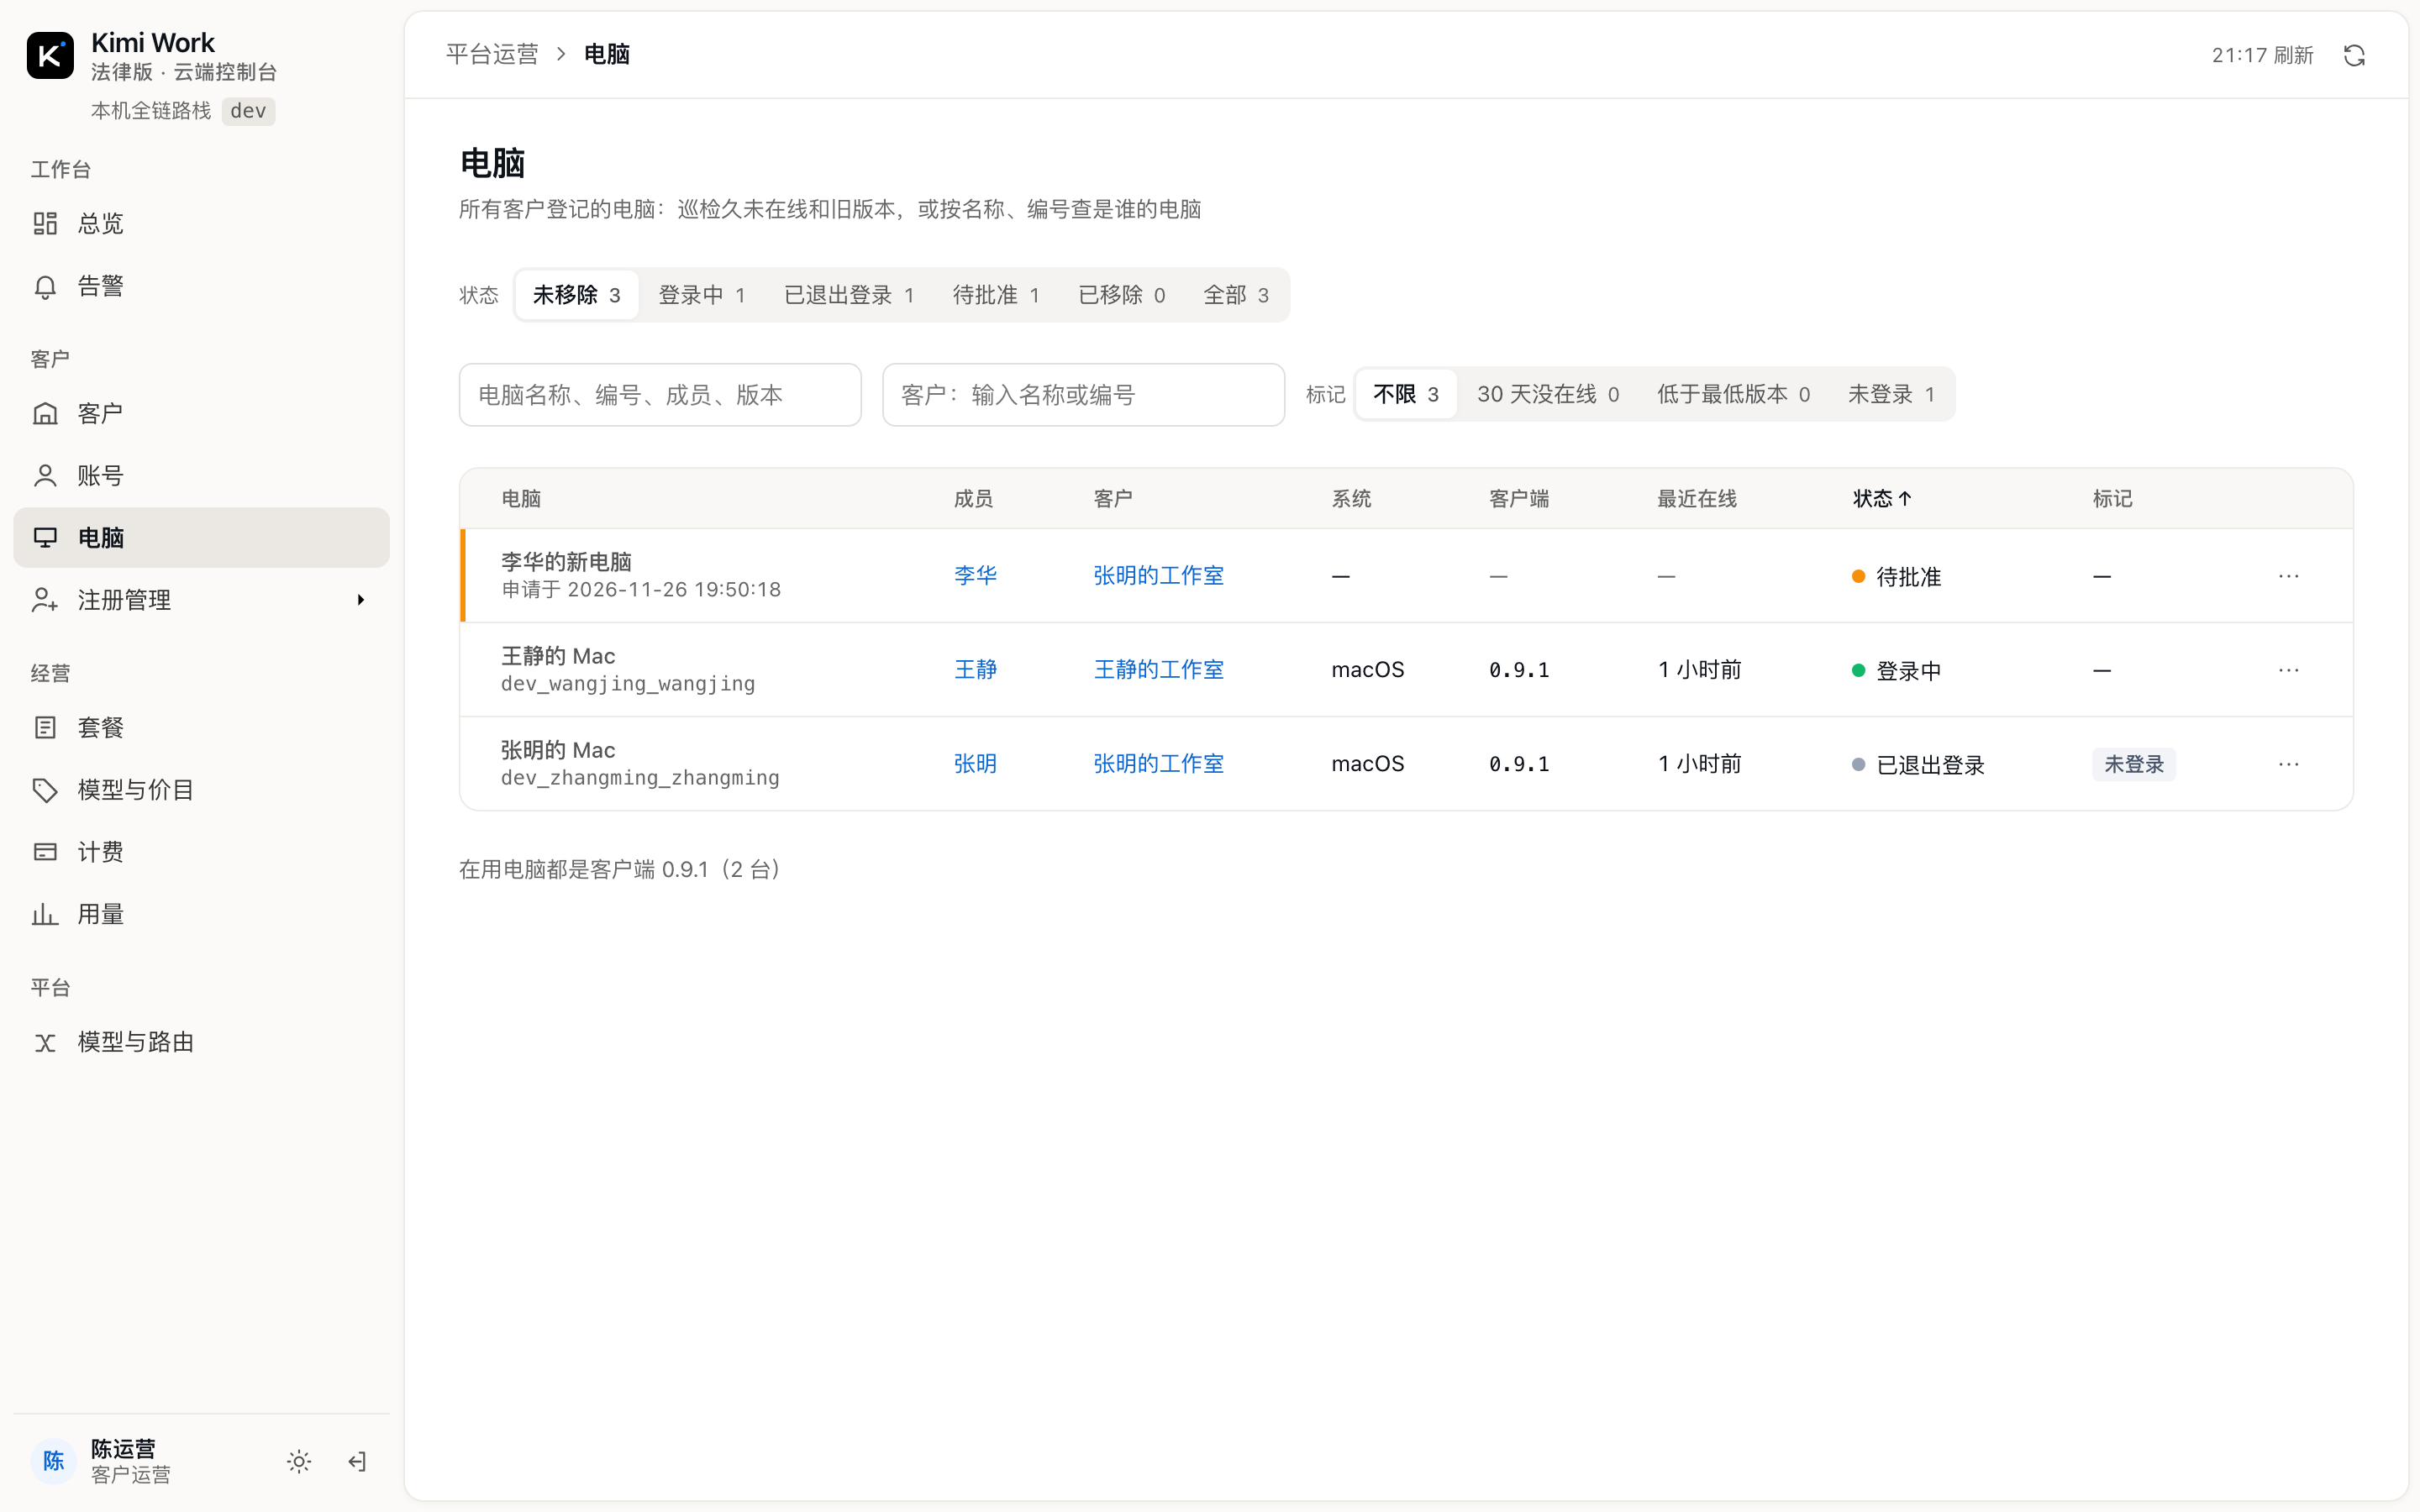 Kimi Work
法律版 · 云端控制台
本机全链路栈 dev
工作台
总览
告警
客户
客户
账号
电脑
注册管理
经营
套餐
模型与价目
计费
用量
平台
模型与路由
陈 陈运营
客户运营
平台运营 > 电脑
21:17 刷新
电脑
所有客户登记的电脑：巡检久未在线和旧版本，或按名称、编号查是谁的电脑
状态 未移除 3 登录中 1 已退出登录 1 待批准 1 已移除 0 全部 3
电脑名称、编号、成员、版本 客户：输入名称或编号 标记 不限 3 30 天没在线 0 低于最低版本 0 未登录 1
电脑 成员 客户 系统 客户端 最近在线 状态 ↑ 标记
李华的新电脑
申请于 2026-11-26 19:50:18
李华 张明的工作室 — — — 待批准 — ···
王静的 Mac
dev_wangjing_wangjing
王静 王静的工作室 macOS 0.9.1 1 小时前 登录中 — ···
张明的 Mac
dev_zhangming_zhangming
张明 张明的工作室 macOS 0.9.1 1 小时前 已退出登录 未登录 ···
在用电脑都是客户端 0.9.1（2 台）